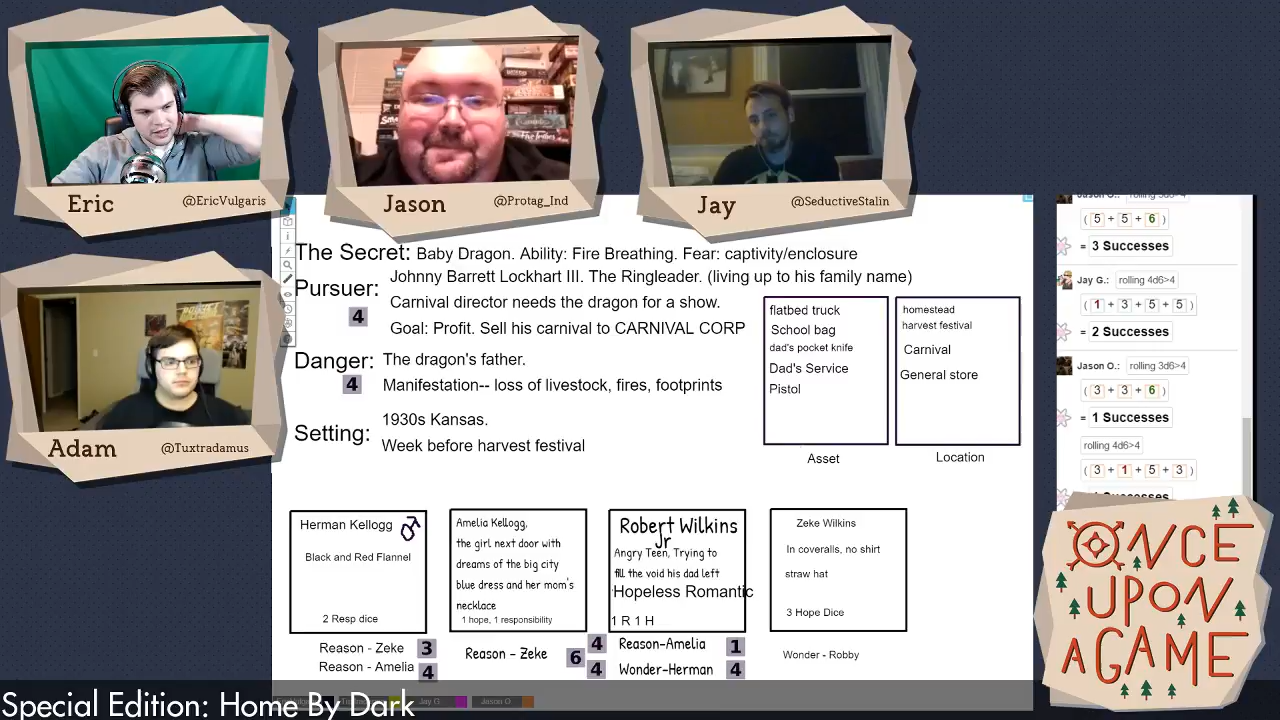 Eric @EricVulgaris
Jason @Protag_Ind
Jay @SeductiveStalin
Adam @Tuxtradamus
The Secret: Baby Dragon. Ability: Fire Breathing. Fear: captivity/enclosure
Pursuer: Johnny Barrett Lockhart III. The Ringleader. (living up to his family name)
4 Carnival director needs the dragon for a show.
Goal: Profit. Sell his carnival to CARNIVAL CORP
Danger: The dragon's father.
4 Manifestation-- loss of livestock, fires, footprints
Setting: 1930s Kansas.
Week before harvest festival
flatbed truck
School bag
dad's pocket knife
Dad's Service
Pistol
Asset
homestead
harvest festival
Carnival
General store
Location
Herman Kellogg
Black and Red Flannel
2 Resp dice
Reason - Zeke 3
Reason - Amelia 4
Amelia Kellogg,
the girl next door with
dreams of the big city
blue dress and her mom's
necklace
1 hope, 1 responsibility
Reason - Zeke 6
Robert Wilkins
Jr
Angry Teen, Trying to
fill the void his dad left
Hopeless Romantic
1 R 1 H
4 Reason-Amelia 1
4 Wonder-Herman 4
Zeke Wilkins
In coveralls, no shirt
straw hat
3 Hope Dice
Wonder - Robby
Jason O.: rolling 5d6>4
( 5 + 5 + 6 )
= 3 Successes
Jay G.: rolling 4d6>4
( 1 + 3 + 5 + 5 )
= 2 Successes
Jason O.: rolling 3d6>4
( 3 + 3 + 6 )
= 1 Successes
rolling 4d6>4
( 3 + 1 + 5 + 3 )
Successes
Jay G.
Jason O
ONCE
UPON
A GAME
Special Edition: Home By Dark